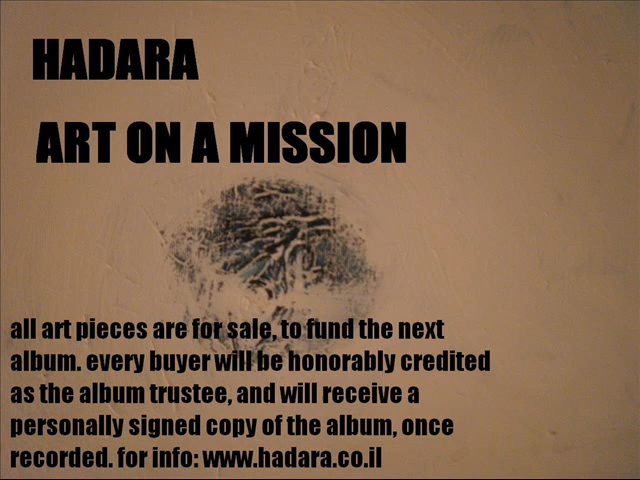 HADARA
ART ON A MISSION
all art pieces are for sale, to fund the next
album. every buyer will be honorably credited
as the album trustee, and will receive a
personally signed copy of the album, once
recorded. for info: www.hadara.co.il